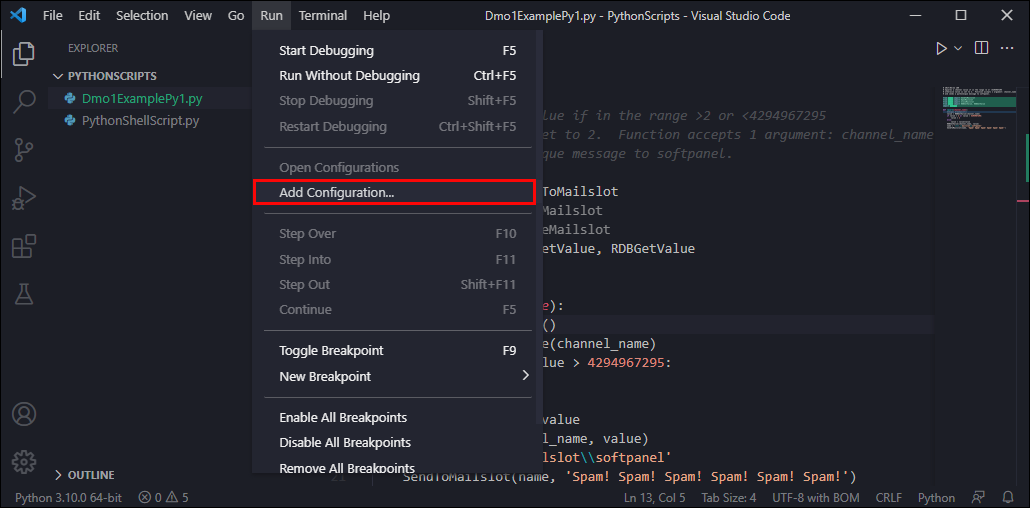 File Edit Selection View Go Run Terminal Help Dmo1ExamplePy1.py - PythonScripts - Visual Studio Code
EXPLORER
PYTHONSCRIPTS
Dmo1ExamplePy1.py
PythonShellScript.py
OUTLINE
Start Debugging F5
Run Without Debugging Ctrl+F5
Stop Debugging Shift+F5
Restart Debugging Ctrl+Shift+F5
Open Configurations
Add Configuration...
Step Over F10
Step Into F11
Step Out Shift+F11
Continue F5
Toggle Breakpoint F9
New Breakpoint
Enable All Breakpoints
Disable All Breakpoints
Remove All Breakpoints
lue if in the range >2 or <4294967295
et to 2. Function accepts 1 argument: channel_name
que message to softpanel.
ToMailslot
Mailslot
eMailslot
etValue, RDBGetValue
e):
()
e(channel_name)
lue > 4294967295:
value
l_name, value)
lslot\\softpanel'
21 SendToMailslot(name, 'Spam! Spam! Spam! Spam! Spam! Spam!')
Python 3.10.0 64-bit 0 5 Ln 13, Col 5 Tab Size: 4 UTF-8 with BOM CRLF Python